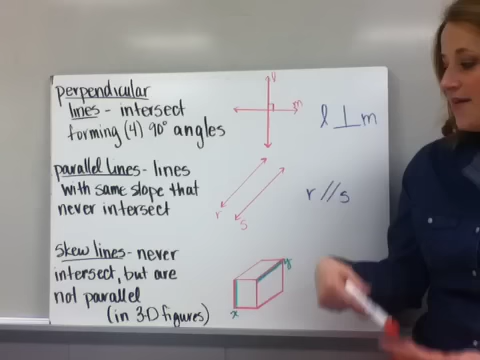 perpendicular
lines - intersect
forming (4) 90° angles
l
m
l ⊥ m
parallel lines - lines
with same slope that
never intersect
r
s
r // s
skew lines - never
intersect, but are
not parallel
(in 3-D figures)
y
x